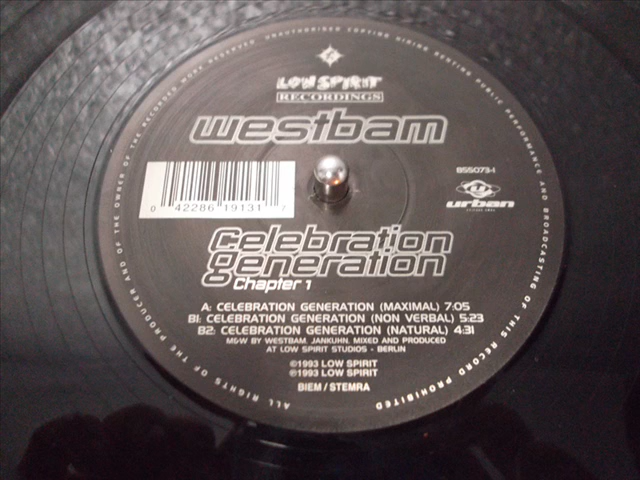 ALL RIGHTS OF THE PRODUCER AND OF THE OWNER OF THE RECORDED WORK RESERVED UNAUTHORISED COPYING HIRING RENTING PUBLIC PERFORMANCE AND BROADCASTING OF THIS RECORD PROHIBITED
LOW SPIRIT
RECORDINGS
westbam
855073-1
urban
0 42286 19131 7
celebration
generation
Chapter 1
A: CELEBRATION GENERATION (MAXIMAL) 7:05
B1: CELEBRATION GENERATION (NON VERBAL) 5:23
B2: CELEBRATION GENERATION (NATURAL) 4:31
M&W BY WESTBAM, JANKUHN. MIXED AND PRODUCED
AT LOW SPIRIT STUDIOS - BERLIN
©1993 LOW SPIRIT
℗1993 LOW SPIRIT
BIEM / STEMRA